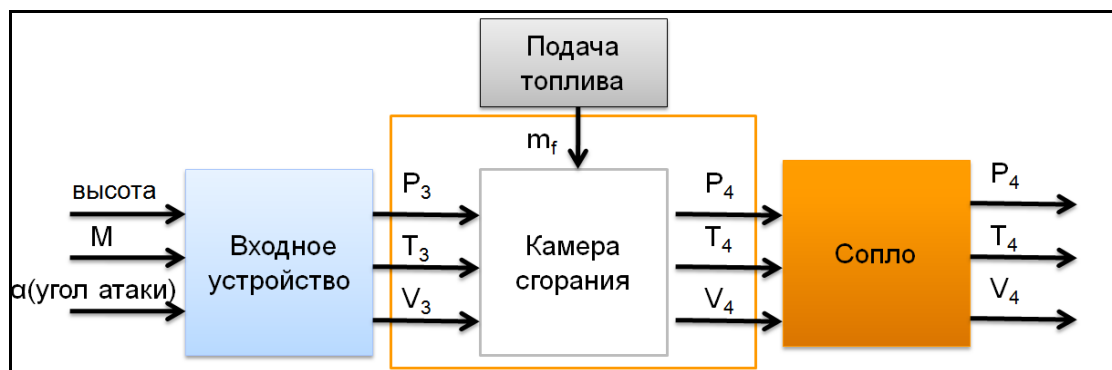 Подача
топлива
m_f
высота
M
α(угол атаки)
Входное
устройство
P₃
T₃
V₃
Камера
сгорания
P₄
T₄
V₄
Сопло
P₄
T₄
V₄